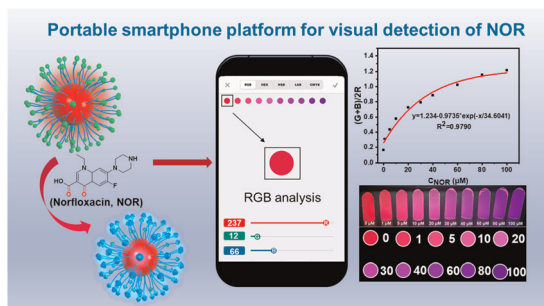 Portable smartphone platform for visual detection of NOR
HO
O
O
N
N
NH
F
(Norfloxacin, NOR)
RGB
HEX
HSB
LAB
CMYK
RGB analysis
237
12
66
1.4
1.2
1.0
0.8
0.6
0.4
0.2
0.0
(G+B)/2R
y=1.234-0.9735*exp(-x/34.6041)
R²=0.9790
0 20 40 60 80 100
C_NOR (μM)
0 μM 1 μM 5 μM 10 μM 20 μM 30 μM 40 μM 60 μM 80 μM 100 μM
0 1 5 10 20
30 40 60 80 100